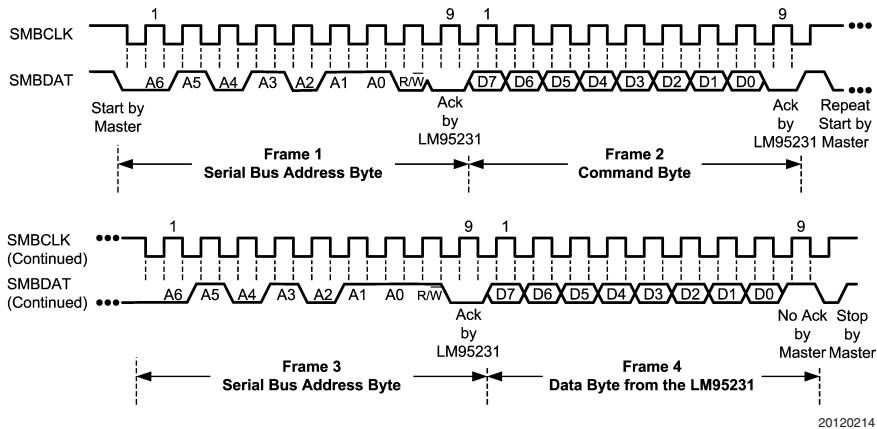 1 9 1 9
SMBCLK •••
SMBDAT A6 A5 A4 A3 A2 A1 A0 R/W̅ D7 D6 D5 D4 D3 D2 D1 D0 •••
Start by
Master
Ack
by
LM95231
Ack
by
LM95231
Repeat
Start by
Master
Frame 1
Serial Bus Address Byte
Frame 2
Command Byte
1 9 1 9
SMBCLK •••
(Continued)
SMBDAT
(Continued) ••• A6 A5 A4 A3 A2 A1 A0 R/W̅ D7 D6 D5 D4 D3 D2 D1 D0
Ack
by
LM95231
No Ack
by
Master
Stop
by
Master
Frame 3
Serial Bus Address Byte
Frame 4
Data Byte from the LM95231
20120214